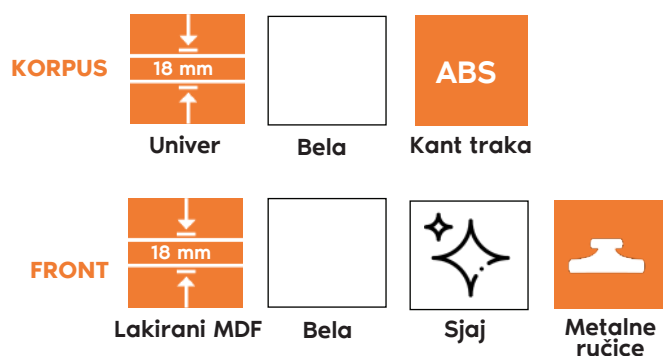 KORPUS
18 mm
ABS
Univer
Bela
Kant traka
FRONT
18 mm
Lakirani MDF
Bela
Sjaj
Metalne
ručice